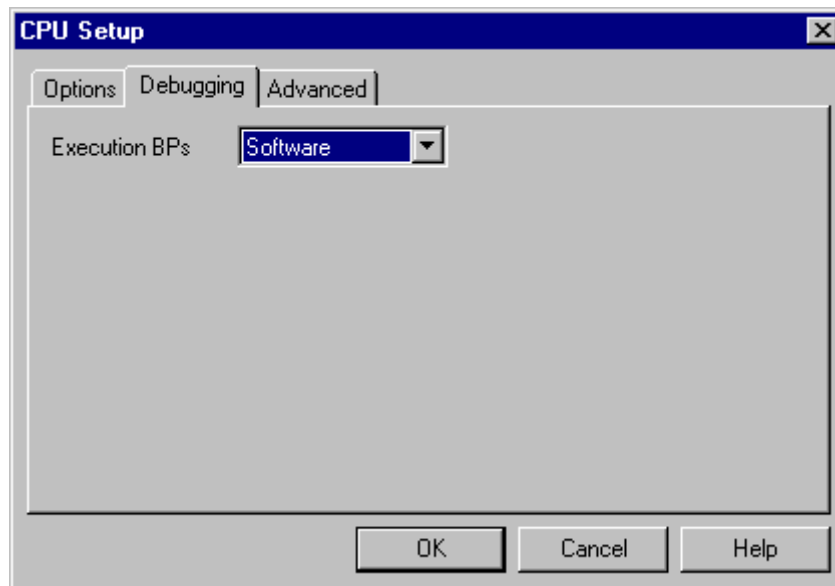 CPU Setup
Options Debugging Advanced
Execution BPs Software
OK Cancel Help